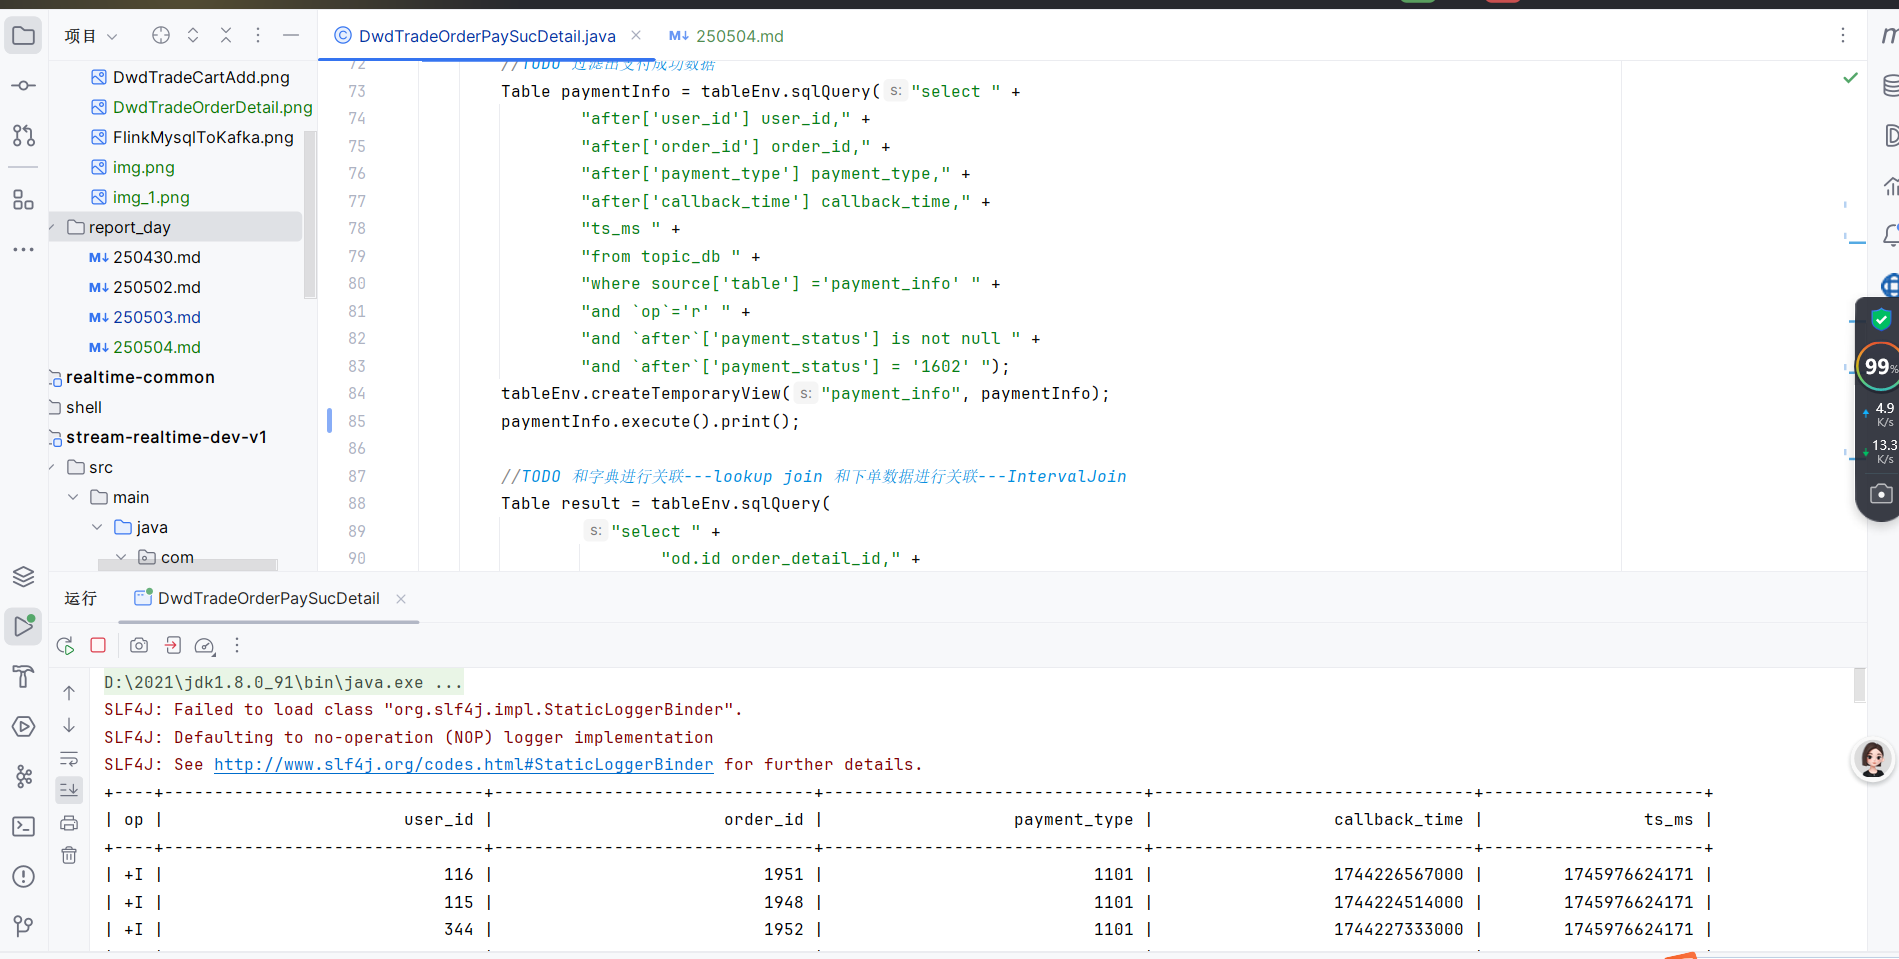 项目
DwdTradeOrderPaySucDetail.java
M↓ 250504.md
DwdTradeCartAdd.png
DwdTradeOrderDetail.png
FlinkMysqlToKafka.png
img.png
img_1.png
report_day
M↓ 250430.md
M↓ 250502.md
M↓ 250503.md
M↓ 250504.md
realtime-common
shell
stream-realtime-dev-v1
src
main
java
com
72 //TODO 过滤出支付成功数据
73 Table paymentInfo = tableEnv.sqlQuery( s: "select " +
74 "after['user_id'] user_id," +
75 "after['order_id'] order_id," +
76 "after['payment_type'] payment_type," +
77 "after['callback_time'] callback_time," +
78 "ts_ms " +
79 "from topic_db " +
80 "where source['table'] ='payment_info' " +
81 "and `op`='r' " +
82 "and `after`['payment_status'] is not null " +
83 "and `after`['payment_status'] = '1602' ");
84 tableEnv.createTemporaryView( s: "payment_info", paymentInfo);
85 paymentInfo.execute().print();
86
87 //TODO 和字典进行关联---lookup join 和下单数据进行关联---IntervalJoin
88 Table result = tableEnv.sqlQuery(
89 s: "select " +
90 "od.id order_detail_id," +
99%
4.9
K/s
13.3
K/s
运行
DwdTradeOrderPaySucDetail
D:\2021\jdk1.8.0_91\bin\java.exe ...
SLF4J: Failed to load class "org.slf4j.impl.StaticLoggerBinder".
SLF4J: Defaulting to no-operation (NOP) logger implementation
SLF4J: See http://www.slf4j.org/codes.html#StaticLoggerBinder for further details.
+----+--------------------------------+--------------------------------+--------------------------------+--------------------------------+----------------------+
| op | user_id | order_id | payment_type | callback_time | ts_ms |
+----+--------------------------------+--------------------------------+--------------------------------+--------------------------------+----------------------+
| +I | 116 | 1951 | 1101 | 1744226567000 | 1745976624171 |
| +I | 115 | 1948 | 1101 | 1744224514000 | 1745976624171 |
| +I | 344 | 1952 | 1101 | 1744227333000 | 1745976624171 |